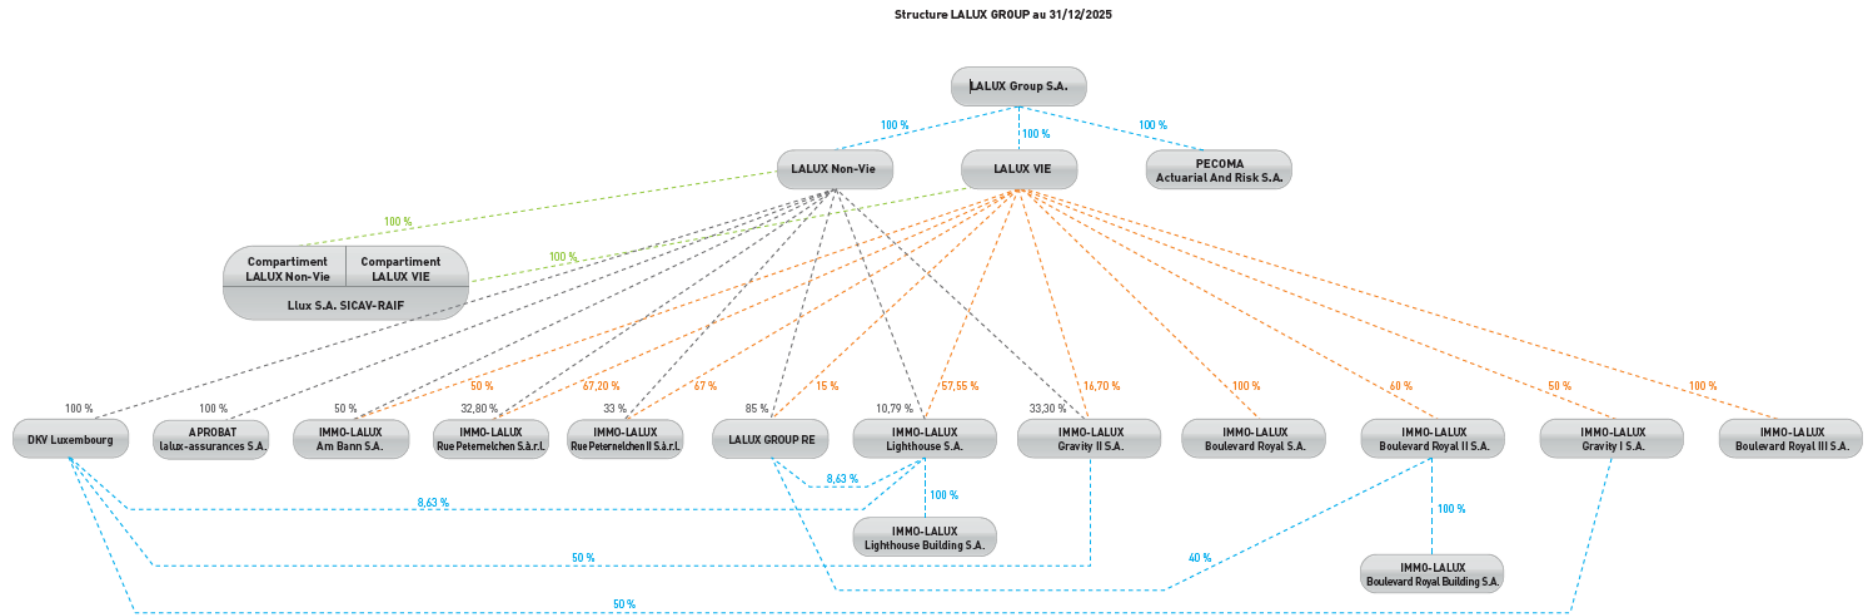 Structure LALUX GROUP au 31/12/2025
LALUX Group S.A.
100 %
100 %
100 %
LALUX Non-Vie
LALUX VIE
PECOMA
Actuarial And Risk S.A.
100 %
100 %
Compartiment
LALUX Non-Vie
Compartiment
LALUX VIE
Llux S.A. SICAV-RAIF
50 %
67,20 %
67 %
15 %
57,55 %
16,70 %
100 %
60 %
50 %
100 %
100 %
100 %
50 %
32,80 %
33 %
85 %
10,79 %
33,30 %
DKV Luxembourg
APROBAT
lalux-assurances S.A.
IMMO-LALUX
Am Bann S.A.
IMMO-LALUX
Rue Peternelchen S.à.r.l.
IMMO-LALUX
Rue Peternelchen II S.à.r.l.
LALUX GROUP RE
IMMO-LALUX
Lighthouse S.A.
IMMO-LALUX
Gravity II S.A.
IMMO-LALUX
Boulevard Royal S.A.
IMMO-LALUX
Boulevard Royal II S.A.
IMMO-LALUX
Gravity I S.A.
IMMO-LALUX
Boulevard Royal III S.A.
8,63 %
8,63 %
100 %
100 %
IMMO-LALUX
Lighthouse Building S.A.
50 %
40 %
IMMO-LALUX
Boulevard Royal Building S.A.
50 %